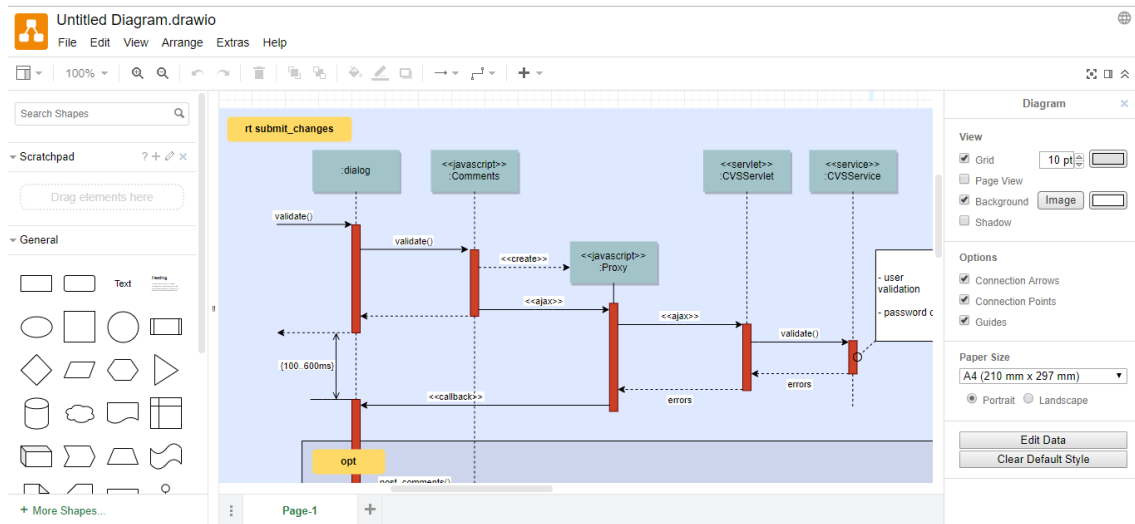 Untitled Diagram.drawio
File Edit View Arrange Extras Help
100%
Search Shapes
Scratchpad
?
Drag elements here
General
Text
Heading
+ More Shapes...
rt submit_changes
:dialog
<<javascript>>
:Comments
<<servlet>>
:CVSServlet
<<service>>
:CVSService
validate()
validate()
<<create>>
<<javascript>>
:Proxy
<<ajax>>
<<ajax>>
validate()
- user
validation
- password
{100..600ms}
errors
errors
<<callback>>
opt
post_comments()
Page-1
Diagram
View
Grid
10 pt
Page View
Background
Image
Shadow
Options
Connection Arrows
Connection Points
Guides
Paper Size
A4 (210 mm x 297 mm)
Portrait Landscape
Edit Data
Clear Default Style